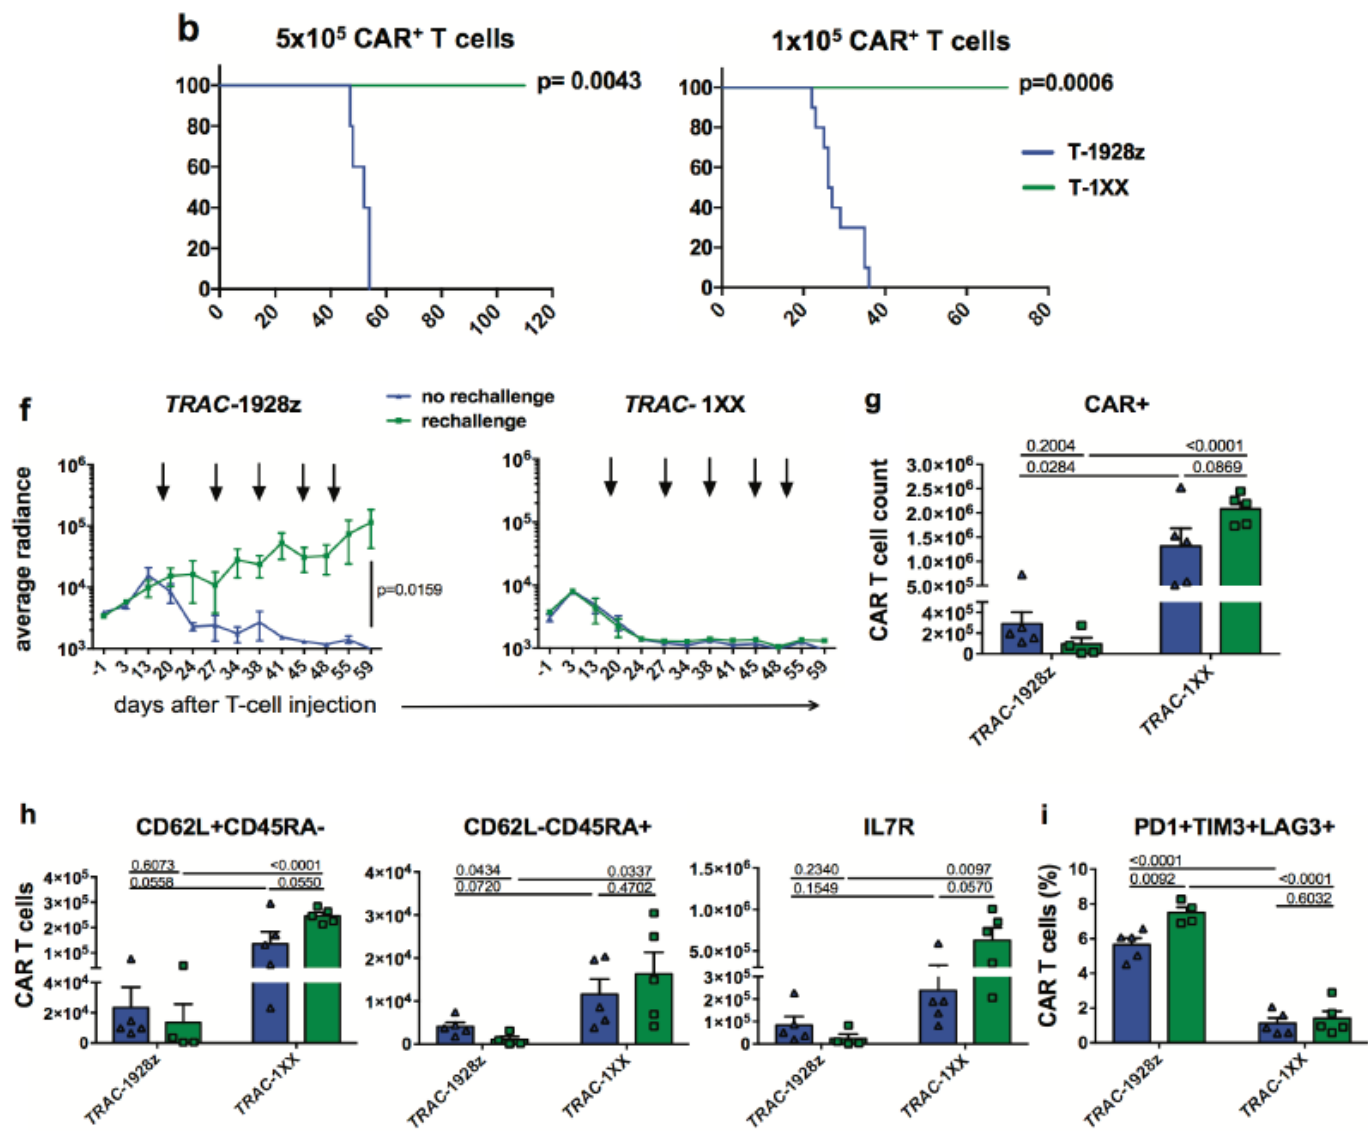 b
5x10⁵ CAR⁺ T cells
100
80
60
40
20
0
0 20 40 60 80 100 120
p= 0.0043
1x10⁵ CAR⁺ T cells
100
80
60
40
20
0
0 20 40 60 80
p=0.0006
T-1928z
T-1XX
f
TRAC-1928z
no rechallenge
rechallenge
TRAC- 1XX
average radiance
10⁶
10⁵
10⁴
10³
-1 3 13 20 24 27 34 38 41 45 48 55 59
p=0.0159
10⁶
10⁵
10⁴
10³
-1 3 13 20 24 27 34 38 41 45 48 55 59
days after T-cell injection
g
CAR+
0.2004 <0.0001
0.0284 0.0869
CAR T cell count
3.0×10⁶
2.5×10⁶
2.0×10⁶
1.5×10⁶
1.0×10⁶
5.0×10⁵
4×10⁵
2×10⁵
0
TRAC-1928z
TRAC-1XX
h
CD62L+CD45RA-
0.6073 <0.0001
0.0558 0.0550
CAR T cells
4×10⁵
3×10⁵
2×10⁵
1×10⁵
4×10⁴
2×10⁴
0
TRAC-1928z
TRAC-1XX
CD62L-CD45RA+
0.0434 0.0337
0.0720 0.4702
4×10⁴
3×10⁴
2×10⁴
1×10⁴
0
TRAC-1928z
TRAC-1XX
IL7R
0.2340 0.0097
0.1549 0.0570
1.5×10⁶
1.0×10⁶
5.0×10⁵
3×10⁵
2×10⁵
1×10⁵
0
TRAC-1928z
TRAC-1XX
i
PD1+TIM3+LAG3+
<0.0001
0.0092 <0.0001
0.6032
CAR T cells (%)
10
8
6
4
2
0
TRAC-1928z
TRAC-1XX